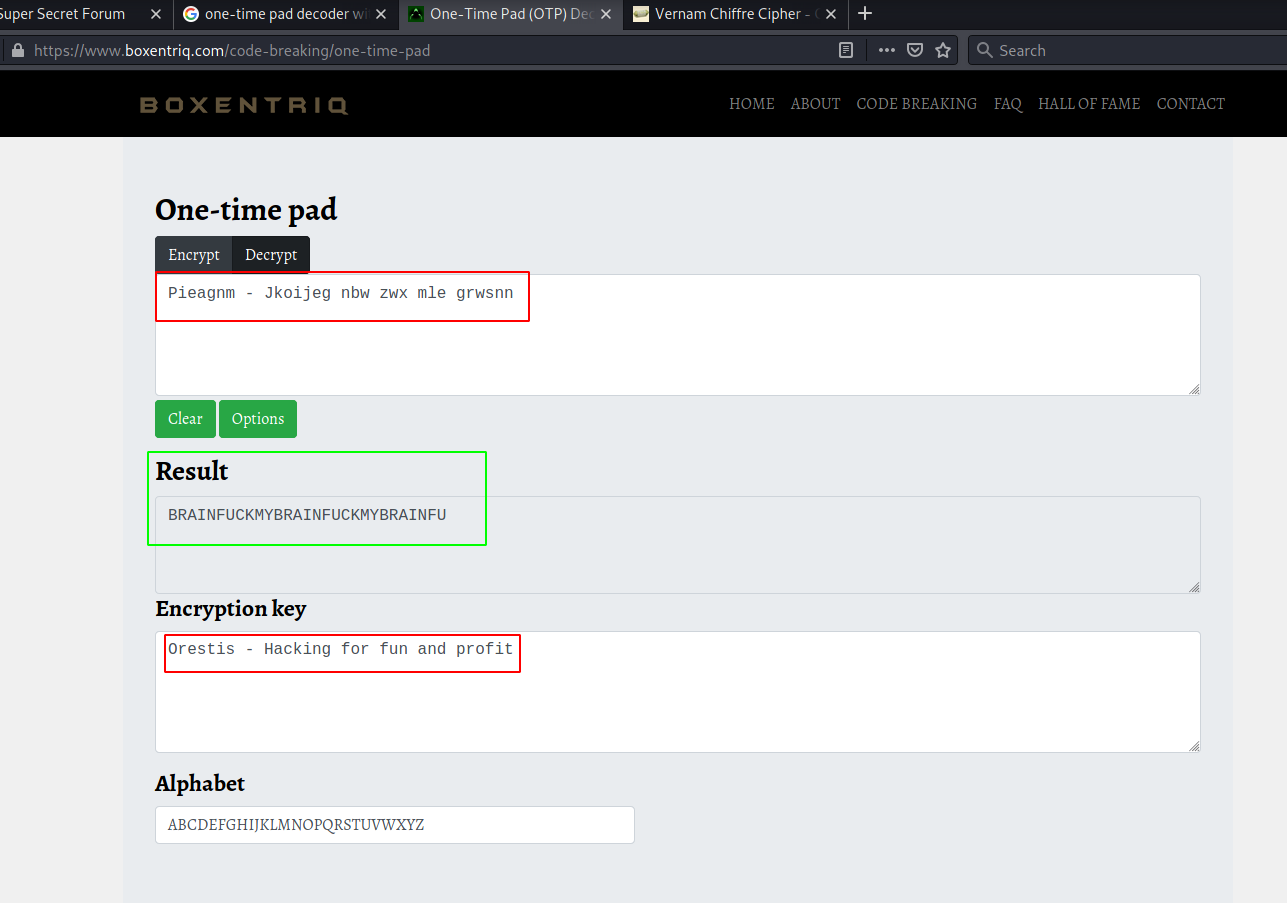 Super Secret Forum
one-time pad decoder wi
One-Time Pad (OTP) Dec
Vernam Chiffre Cipher - 
https://www.boxentriq.com/code-breaking/one-time-pad
Search
BOXENTRIQ
HOME ABOUT CODE BREAKING FAQ HALL OF FAME CONTACT
One-time pad
Encrypt Decrypt
Pieagnm - Jkoijeg nbw zwx mle grwsnn
Clear Options
Result
BRAINFUCKMYBRAINFUCKMYBRAINFU
Encryption key
Orestis - Hacking for fun and profit
Alphabet
ABCDEFGHIJKLMNOPQRSTUVWXYZ